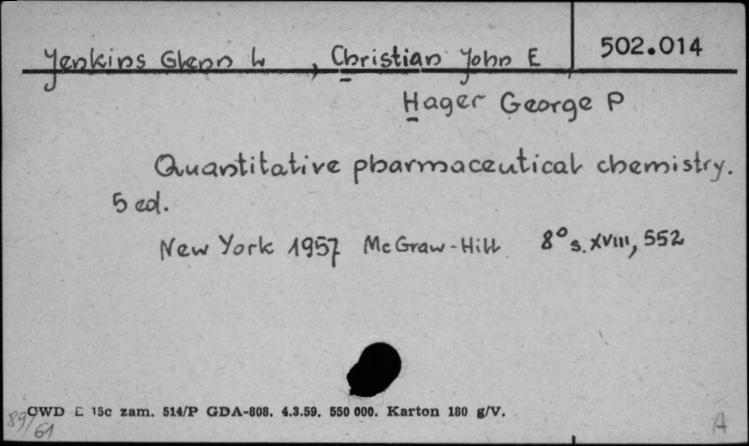 Jenkins Glenn L, Christian John E 502.014
Hager George P
Quantitative pharmaceutical chemistry.
5 ed.
New York 1957 McGraw-Hill 8° s. XVIII, 552
CWD E 15c zam. 514/P GDA-808. 4.3.59. 550 000. Karton 180 g/V.
89/61 A